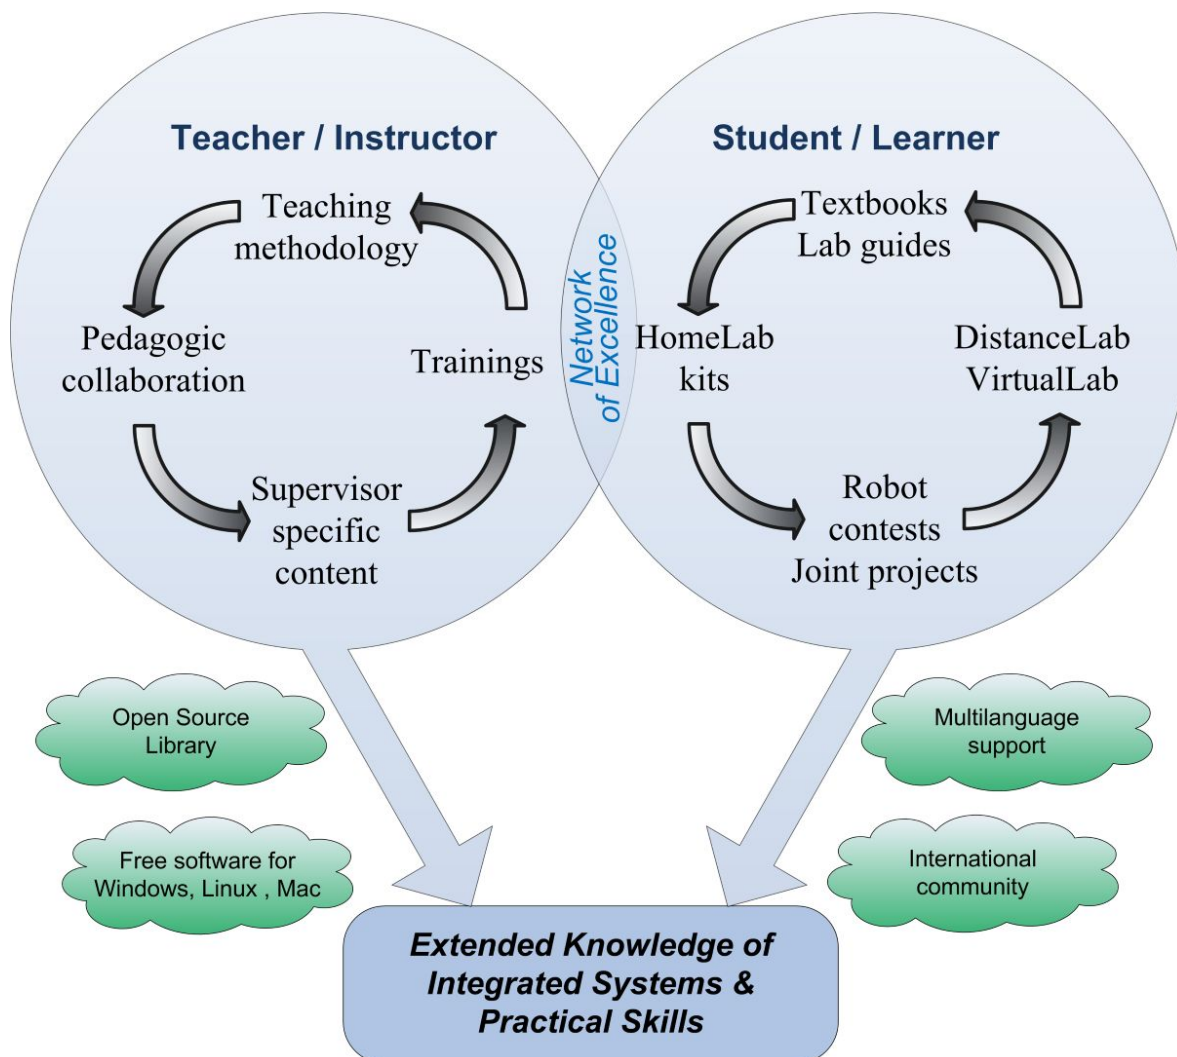 Teacher / Instructor
Teaching
methodology
Pedagogic
collaboration
Trainings
Supervisor
specific
content
Network
of Excellence
Student / Learner
Textbooks
Lab guides
HomeLab
kits
DistanceLab
VirtualLab
Robot
contests
Joint projects
Open Source
Library
Free software for
Windows, Linux , Mac
Multilanguage
support
International
community
Extended Knowledge of
Integrated Systems &
Practical Skills